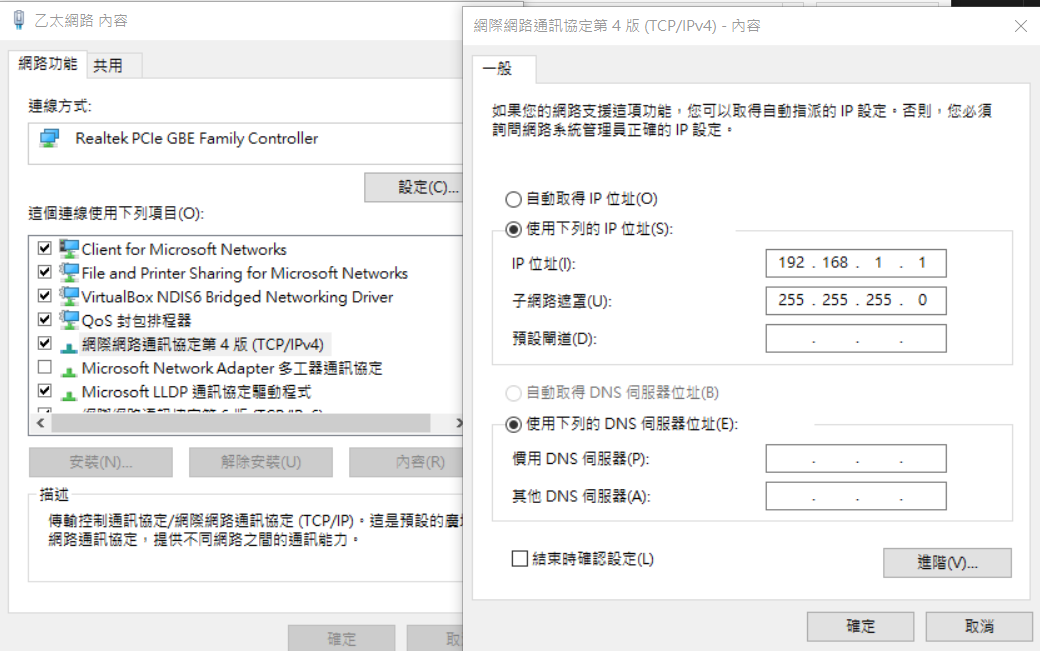 乙太網路 內容
網路功能
共用
連線方式:
Realtek PCIe GBE Family Controller
設定(C)...
這個連線使用下列項目(O):
Client for Microsoft Networks
File and Printer Sharing for Microsoft Networks
VirtualBox NDIS6 Bridged Networking Driver
QoS 封包排程器
網際網路通訊協定第 4 版 (TCP/IPv4)
Microsoft Network Adapter 多工器通訊協定
Microsoft LLDP 通訊協定驅動程式
安裝(N)...
解除安裝(U)
內容(R)
描述
傳輸控制通訊協定/網際網路通訊協定 (TCP/IP)。這是預設的廣
網路通訊協定，提供不同網路之間的通訊能力。
確定
取
網際網路通訊協定第 4 版 (TCP/IPv4) - 內容
一般
如果您的網路支援這項功能，您可以取得自動指派的 IP 設定。否則，您必須
詢問網路系統管理員正確的 IP 設定。
自動取得 IP 位址(O)
使用下列的 IP 位址(S):
IP 位址(I):
192 . 168 . 1 . 1
子網路遮罩(U):
255 . 255 . 255 . 0
預設閘道(D):
. . .
自動取得 DNS 伺服器位址(B)
使用下列的 DNS 伺服器位址(E):
慣用 DNS 伺服器(P):
. . .
其他 DNS 伺服器(A):
. . .
結束時確認設定(L)
進階(V)...
確定
取消